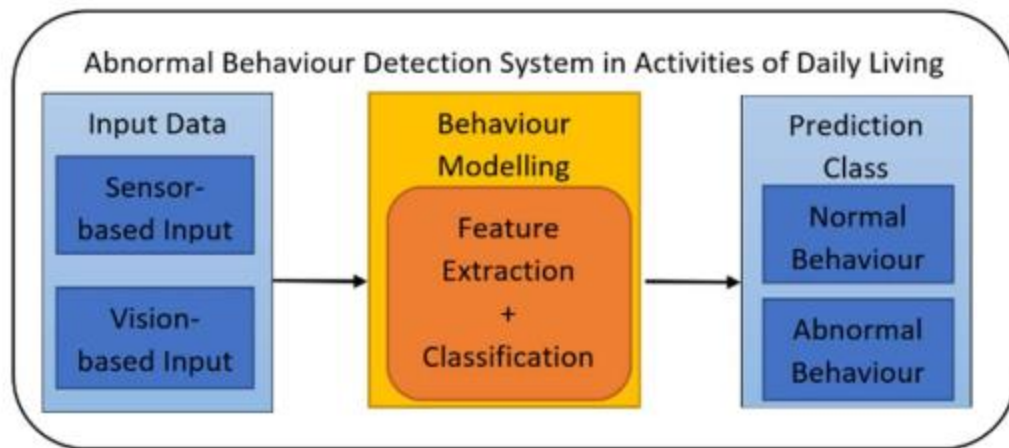 Abnormal Behaviour Detection System in Activities of Daily Living
Input Data
Sensor-
based Input
Vision-
based Input
Behaviour
Modelling
Feature
Extraction
+
Classification
Prediction
Class
Normal
Behaviour
Abnormal
Behaviour